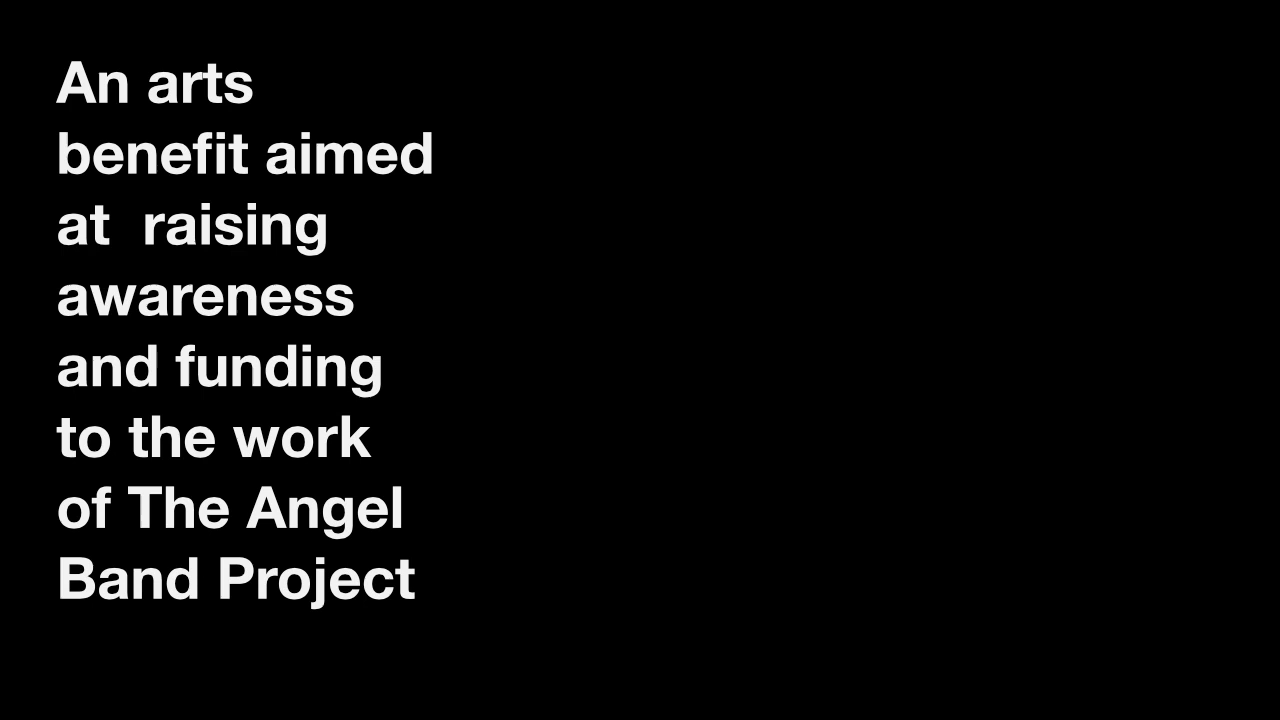 An arts
benefit aimed
at  raising
awareness
and funding
to the work
of The Angel
Band Project